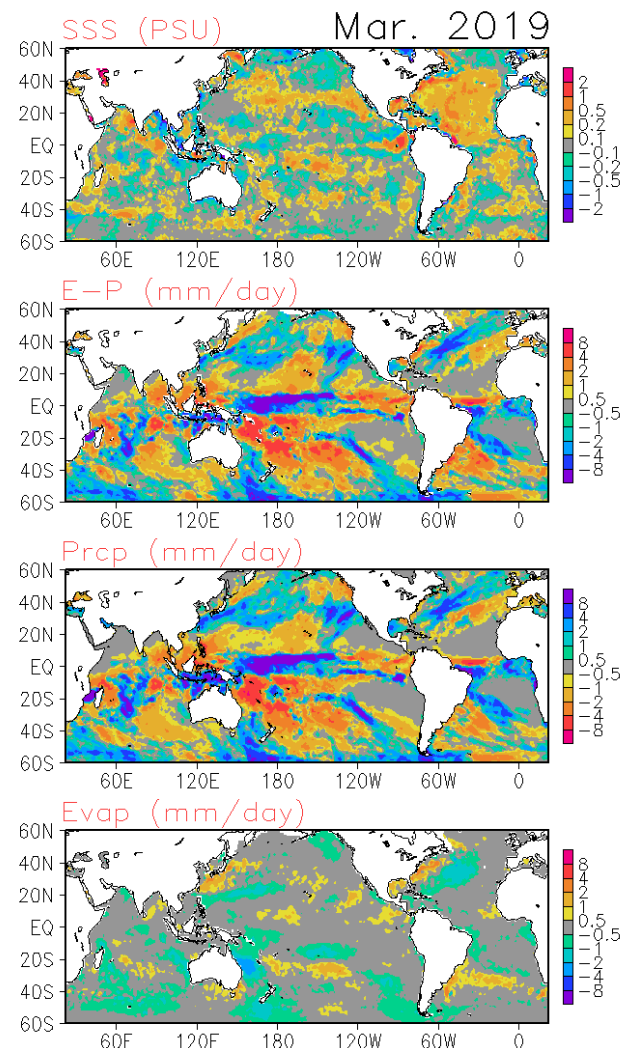 SSS (PSU) Mar. 2019
60N
40N
20N
EQ
20S
40S
60S
60E 120E 180 120W 60W 0
2
1
0.5
0.2
0.1
-0.1
-0.2
-0.5
-1
-2
E-P (mm/day)
60N
40N
20N
EQ
20S
40S
60S
60E 120E 180 120W 60W 0
8
4
2
1
0.5
-0.5
-1
-2
-4
-8
Prcp (mm/day)
60N
40N
20N
EQ
20S
40S
60S
60E 120E 180 120W 60W 0
8
4
2
1
0.5
-0.5
-1
-2
-4
-8
Evap (mm/day)
60N
40N
20N
EQ
20S
40S
60S
60E 120E 180 120W 60W 0
8
4
2
1
0.5
-0.5
-1
-2
-4
-8